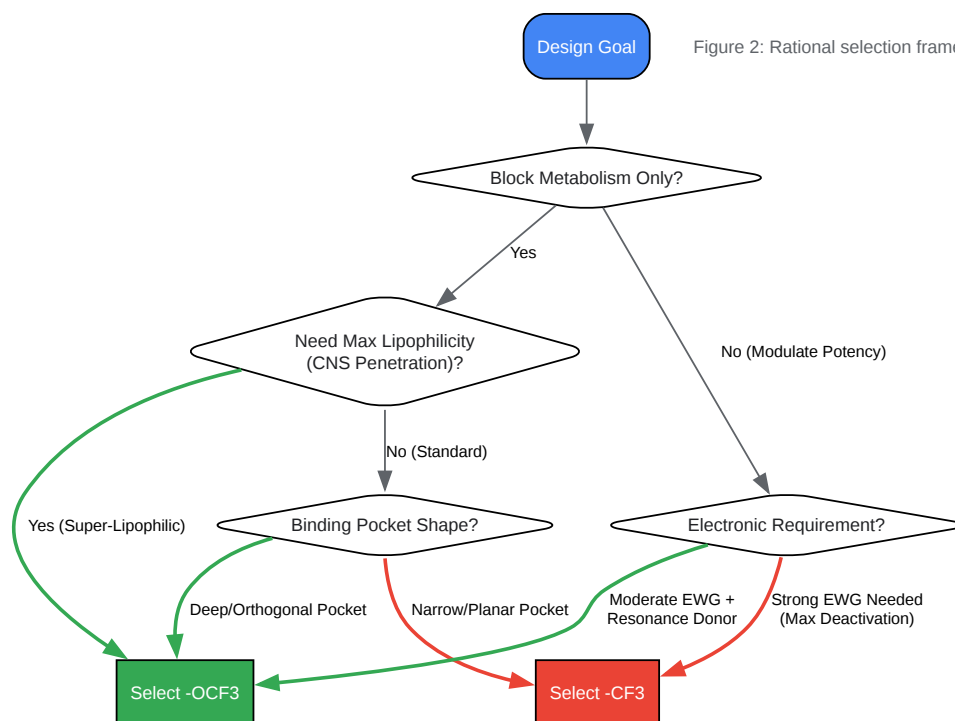 Design Goal
Figure 2: Rational selection
Block Metabolism Only?
Yes
Need Max Lipophilicity
(CNS Penetration)?
No (Modulate Potency)
No (Standard)
Yes (Super-Lipophilic)
Binding Pocket Shape?
Electronic Requirement?
Deep/Orthogonal Pocket
Narrow/Planar Pocket
Moderate EWG +
Resonance Donor
Strong EWG Needed
(Max Deactivation)
Select -OCF3
Select -CF3